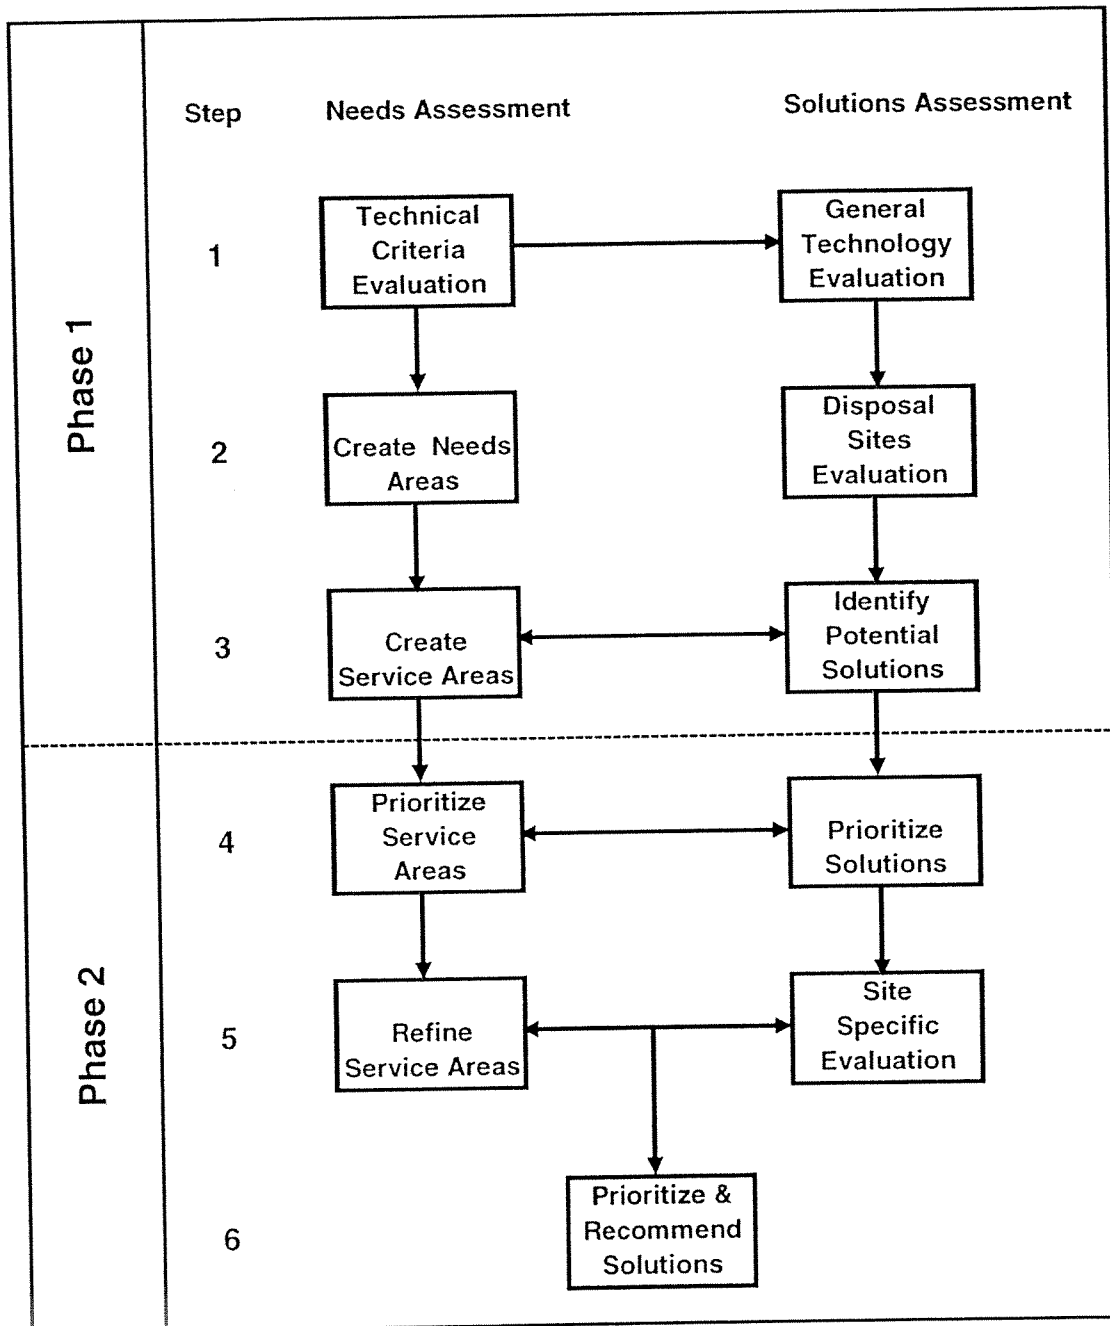 Step
Needs Assessment
Solutions Assessment
Phase 1
1
Technical
Criteria
Evaluation
General
Technology
Evaluation
2
Create Needs
Areas
Disposal
Sites
Evaluation
3
Create
Service Areas
Identify
Potential
Solutions
Phase 2
4
Prioritize
Service
Areas
Prioritize
Solutions
5
Refine
Service Areas
Site
Specific
Evaluation
6
Prioritize &
Recommend
Solutions